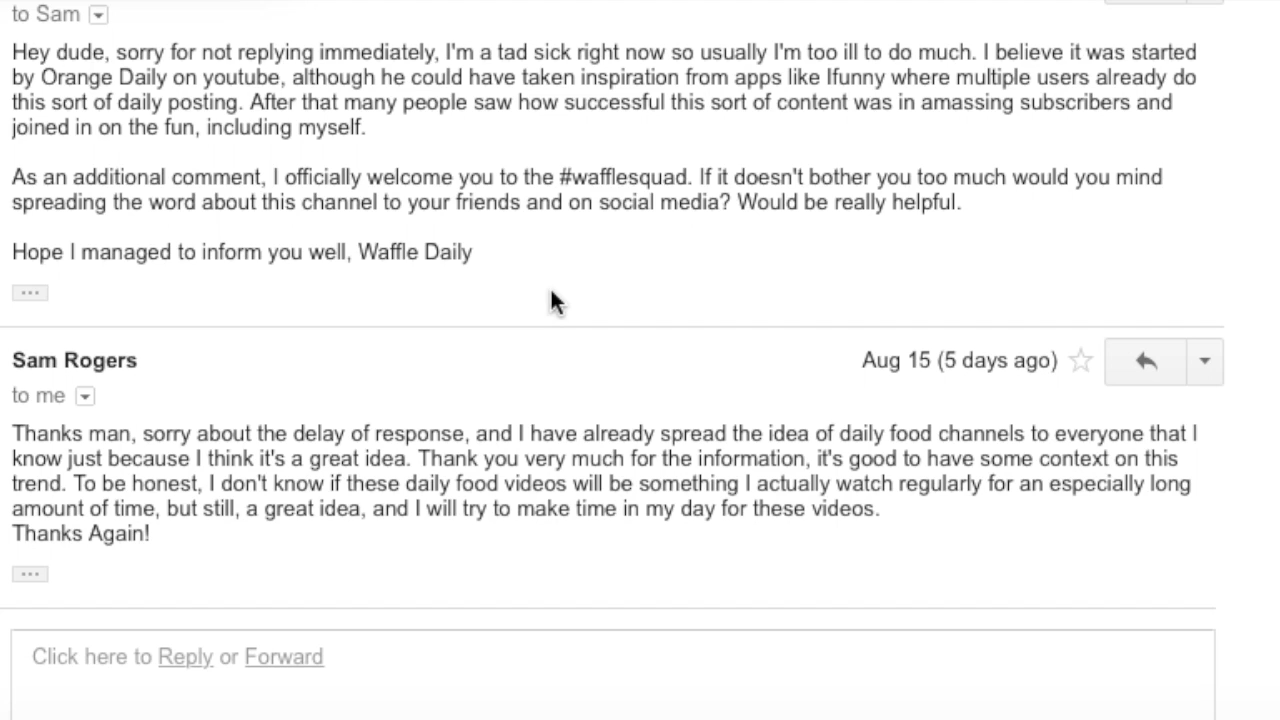 to Sam
Hey dude, sorry for not replying immediately, I'm a tad sick right now so usually I'm too ill to do much. I believe it was started
by Orange Daily on youtube, although he could have taken inspiration from apps like Ifunny where multiple users already do
this sort of daily posting. After that many people saw how successful this sort of content was in amassing subscribers and
joined in on the fun, including myself.
As an additional comment, I officially welcome you to the #wafflesquad. If it doesn't bother you too much would you mind
spreading the word about this channel to your friends and on social media? Would be really helpful.
Hope I managed to inform you well, Waffle Daily
Sam Rogers
Aug 15 (5 days ago)
to me
Thanks man, sorry about the delay of response, and I have already spread the idea of daily food channels to everyone that I
know just because I think it's a great idea. Thank you very much for the information, it's good to have some context on this
trend. To be honest, I don't know if these daily food videos will be something I actually watch regularly for an especially long
amount of time, but still, a great idea, and I will try to make time in my day for these videos.
Thanks Again!
Click here to Reply or Forward